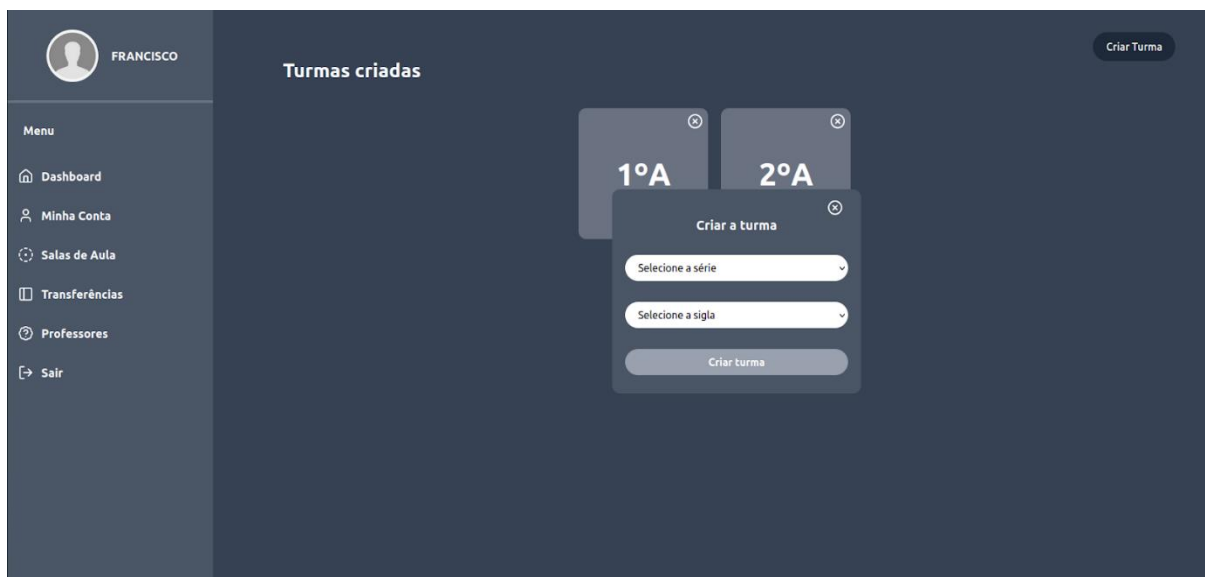 FRANCISCO
Menu
Dashboard
Minha Conta
Salas de Aula
Transferências
Professores
Sair
Criar Turma
Turmas criadas
1ºA
2ºA
Criar a turma
Selecione a série
Selecione a sigla
Criar turma